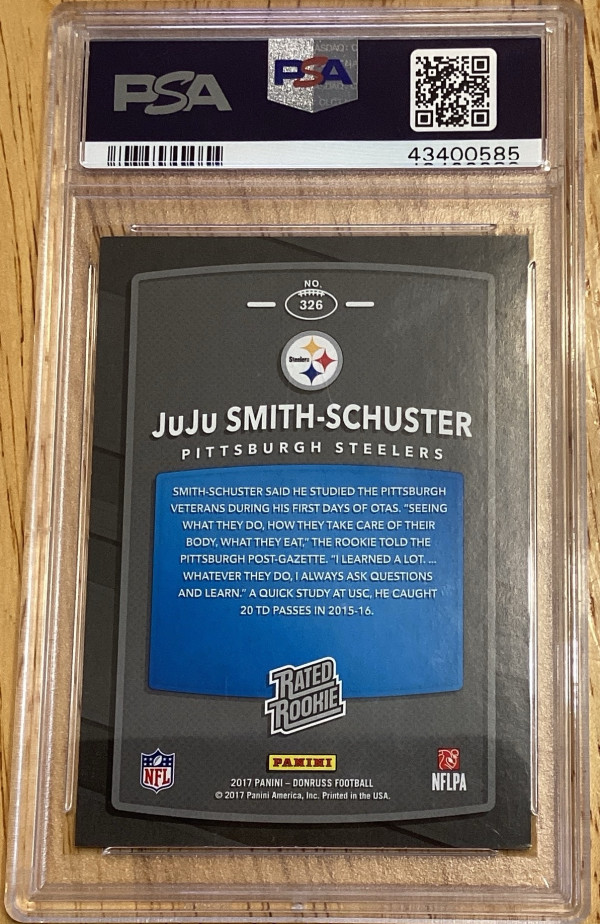 PSA
PSA
43400585
NO.
326
Steelers
JuJu SMITH-SCHUSTER
PITTSBURGH STEELERS
SMITH-SCHUSTER SAID HE STUDIED THE PITTSBURGH
VETERANS DURING HIS FIRST DAYS OF OTAS. "SEEING
WHAT THEY DO, HOW THEY TAKE CARE OF THEIR
BODY, WHAT THEY EAT," THE ROOKIE TOLD THE
PITTSBURGH POST-GAZETTE. "I LEARNED A LOT. ...
WHATEVER THEY DO, I ALWAYS ASK QUESTIONS
AND LEARN." A QUICK STUDY AT USC, HE CAUGHT
20 TD PASSES IN 2015-16.
RATED
ROOKIE
NFL
PANINI
NFLPA
2017 PANINI – DONRUSS FOOTBALL
© 2017 Panini America, Inc. Printed in the USA.